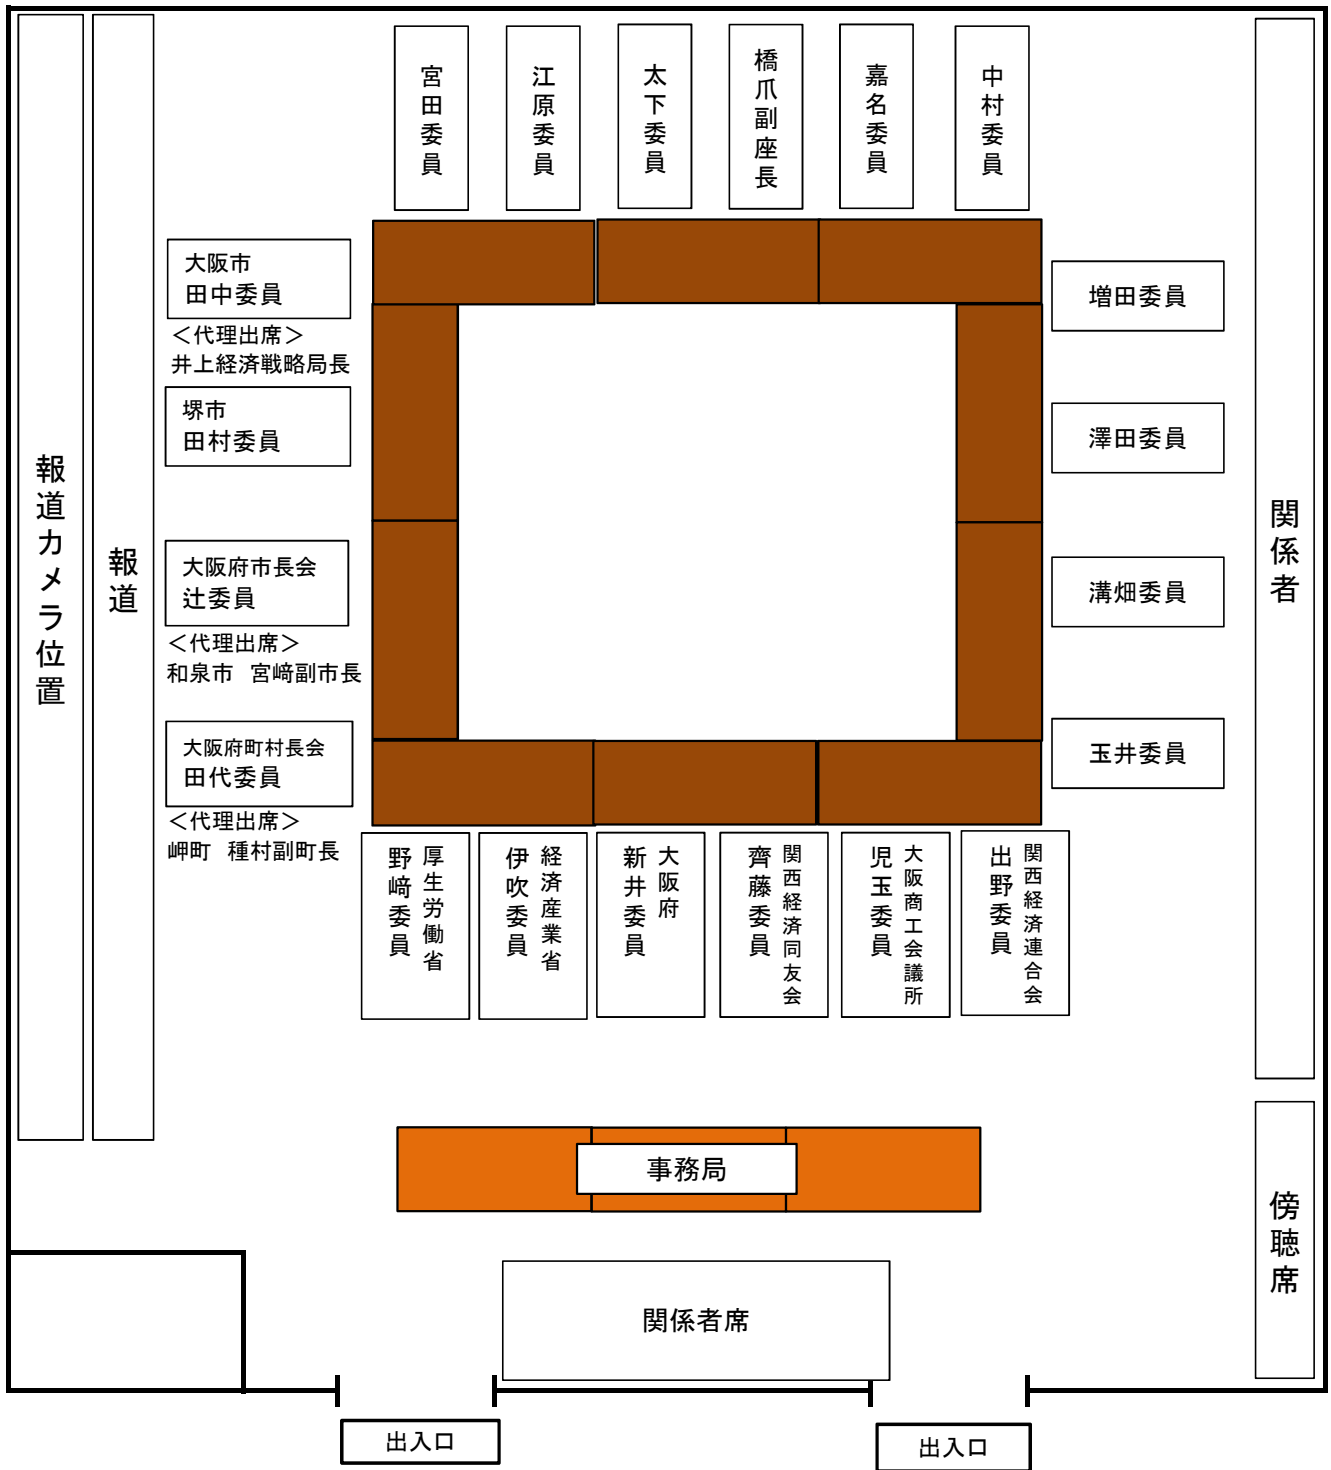 宮田委員
江原委員
太下委員
橋爪副座長
嘉名委員
中村委員
大阪市
田中委員
＜代理出席＞
井上経済戦略局長
堺市
田村委員
大阪府市長会
辻委員
＜代理出席＞
和泉市　宮﨑副市長
大阪府町村長会
田代委員
＜代理出席＞
岬町　種村副町長
増田委員
澤田委員
溝畑委員
玉井委員
厚生労働省
野﨑委員
経済産業省
伊吹委員
大阪府
新井委員
関西経済同友会
齊藤委員
大阪商工会議所
児玉委員
関西経済連合会
出野委員
報道カメラ位置
報道
関係者
傍聴席
事務局
関係者席
出入口
出入口